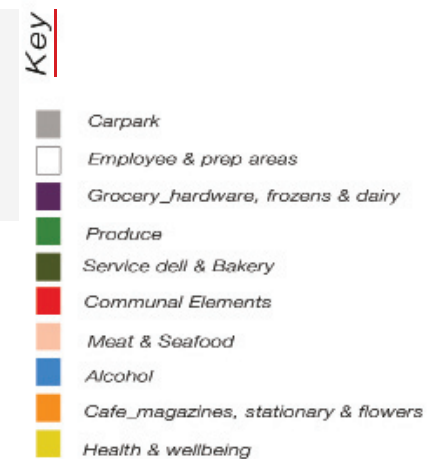 Key
Carpark
Employee & prep areas
Grocery_hardware, frozens & dairy
Produce
Service deli & Bakery
Communal Elements
Meat & Seafood
Alcohol
Cafe_magazines, stationary & flowers
Health & wellbeing